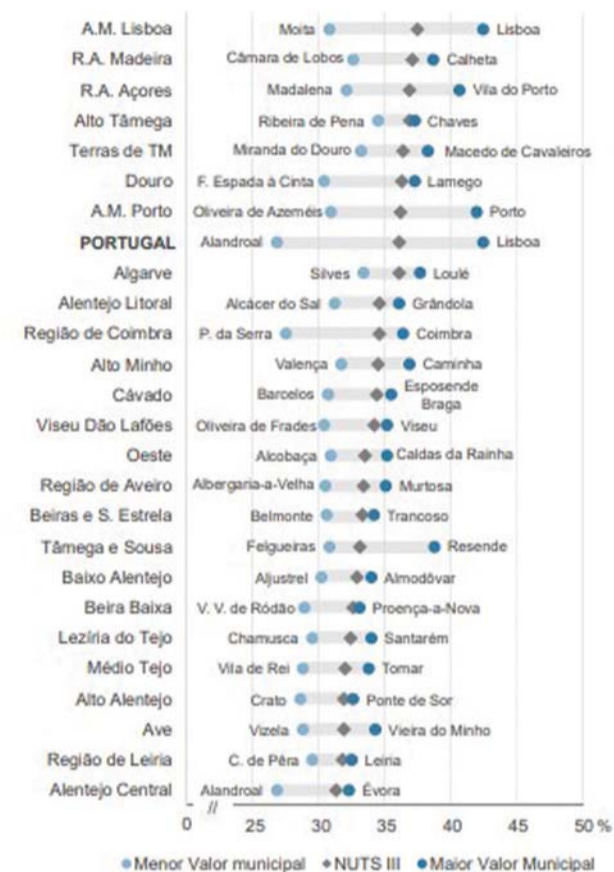 A.M. Lisboa Moita Lisboa
R.A. Madeira Câmara de Lobos Calheta
R.A. Açores Madalena Vila do Porto
Alto Tâmega Ribeira de Pena Chaves
Terras de TM Miranda do Douro Macedo de Cavaleiros
Douro F. Espada à Cinta Lamego
A.M. Porto Oliveira de Azeméis Porto
PORTUGAL Alandroal Lisboa
Algarve Silves Loulé
Alentejo Litoral Alcácer do Sal Grândola
Região de Coimbra P. da Serra Coimbra
Alto Minho Valença Caminha
Cávado Barcelos Esposende
Braga
Viseu Dão Lafões Oliveira de Frades Viseu
Oeste Alcobaça Caldas da Rainha
Região de Aveiro Albergaria-a-Velha Murtosa
Beiras e S. Estrela Belmonte Trancoso
Tâmega e Sousa Felgueiras Resende
Baixo Alentejo Aljustrel Almodôvar
Beira Baixa V. V. de Ródão Proença-a-Nova
Lezíria do Tejo Chamusca Santarém
Médio Tejo Vila de Rei Tomar
Alto Alentejo Crato Ponte de Sor
Ave Vizela Vieira do Minho
Região de Leiria C. de Pêra Leiria
Alentejo Central Alandroal Évora
0 // 25 30 35 40 45 50 %
Menor Valor municipal NUTS III Maior Valor Municipal